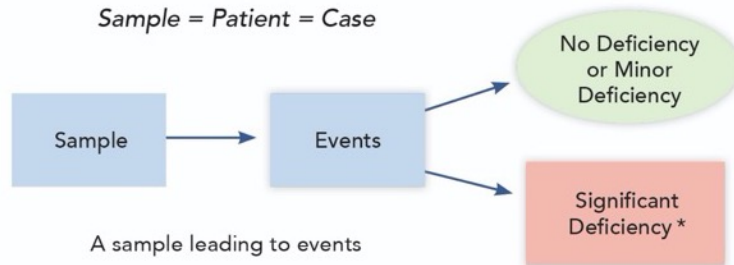 Sample = Patient = Case
No Deficiency
or Minor
Deficiency
Sample
Events
Significant
Deficiency *
A sample leading to events